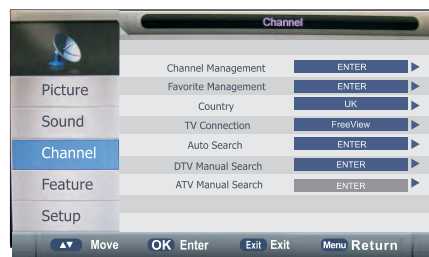 Channel
Channel Management ENTER
Favorite Management ENTER
Country UK
TV Connection FreeView
Auto Search ENTER
DTV Manual Search ENTER
ATV Manual Search ENTER
Picture
Sound
Channel
Feature
Setup
▲▼ Move OK Enter Exit Exit Menu Return